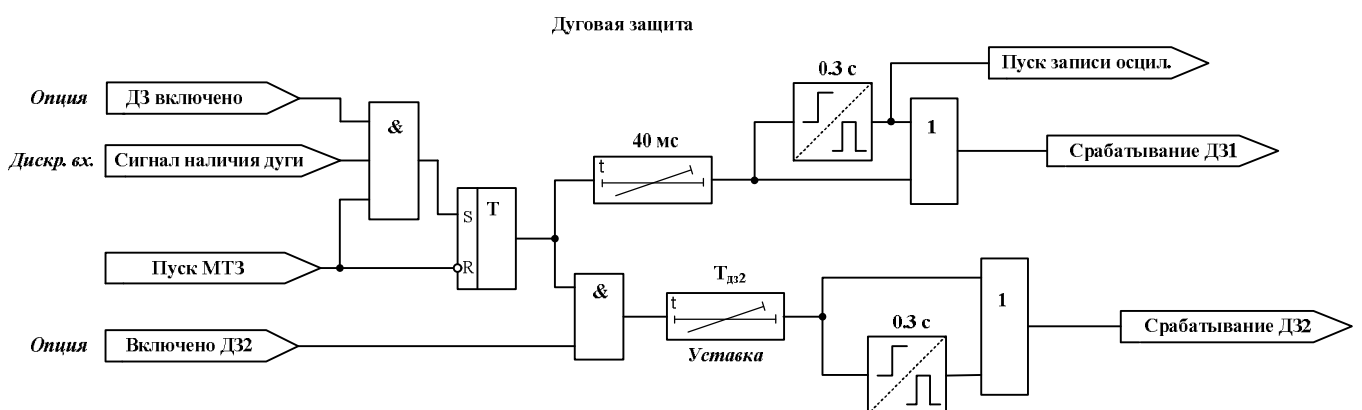 Дуговая защита
0.3 с
Пуск записи осцил.
Опция
ДЗ включено
&
1
40 мс
t
Срабатывание ДЗ1
Дискр. вх.
Сигнал наличия дуги
S
T
R
Пуск МТЗ
&
Tдз2
t
Уставка
1
0.3 с
Срабатывание ДЗ2
Опция
Включено ДЗ2